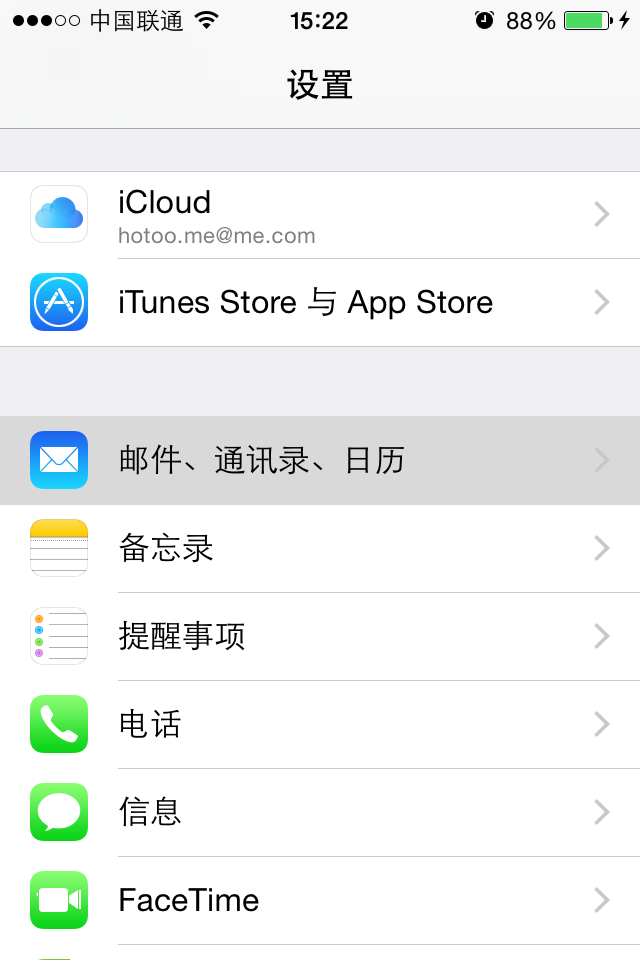 中国联通 15:22 88%
设置
iCloud
hotoo.me@me.com
iTunes Store 与 App Store
邮件、通讯录、日历
备忘录
提醒事项
电话
信息
FaceTime